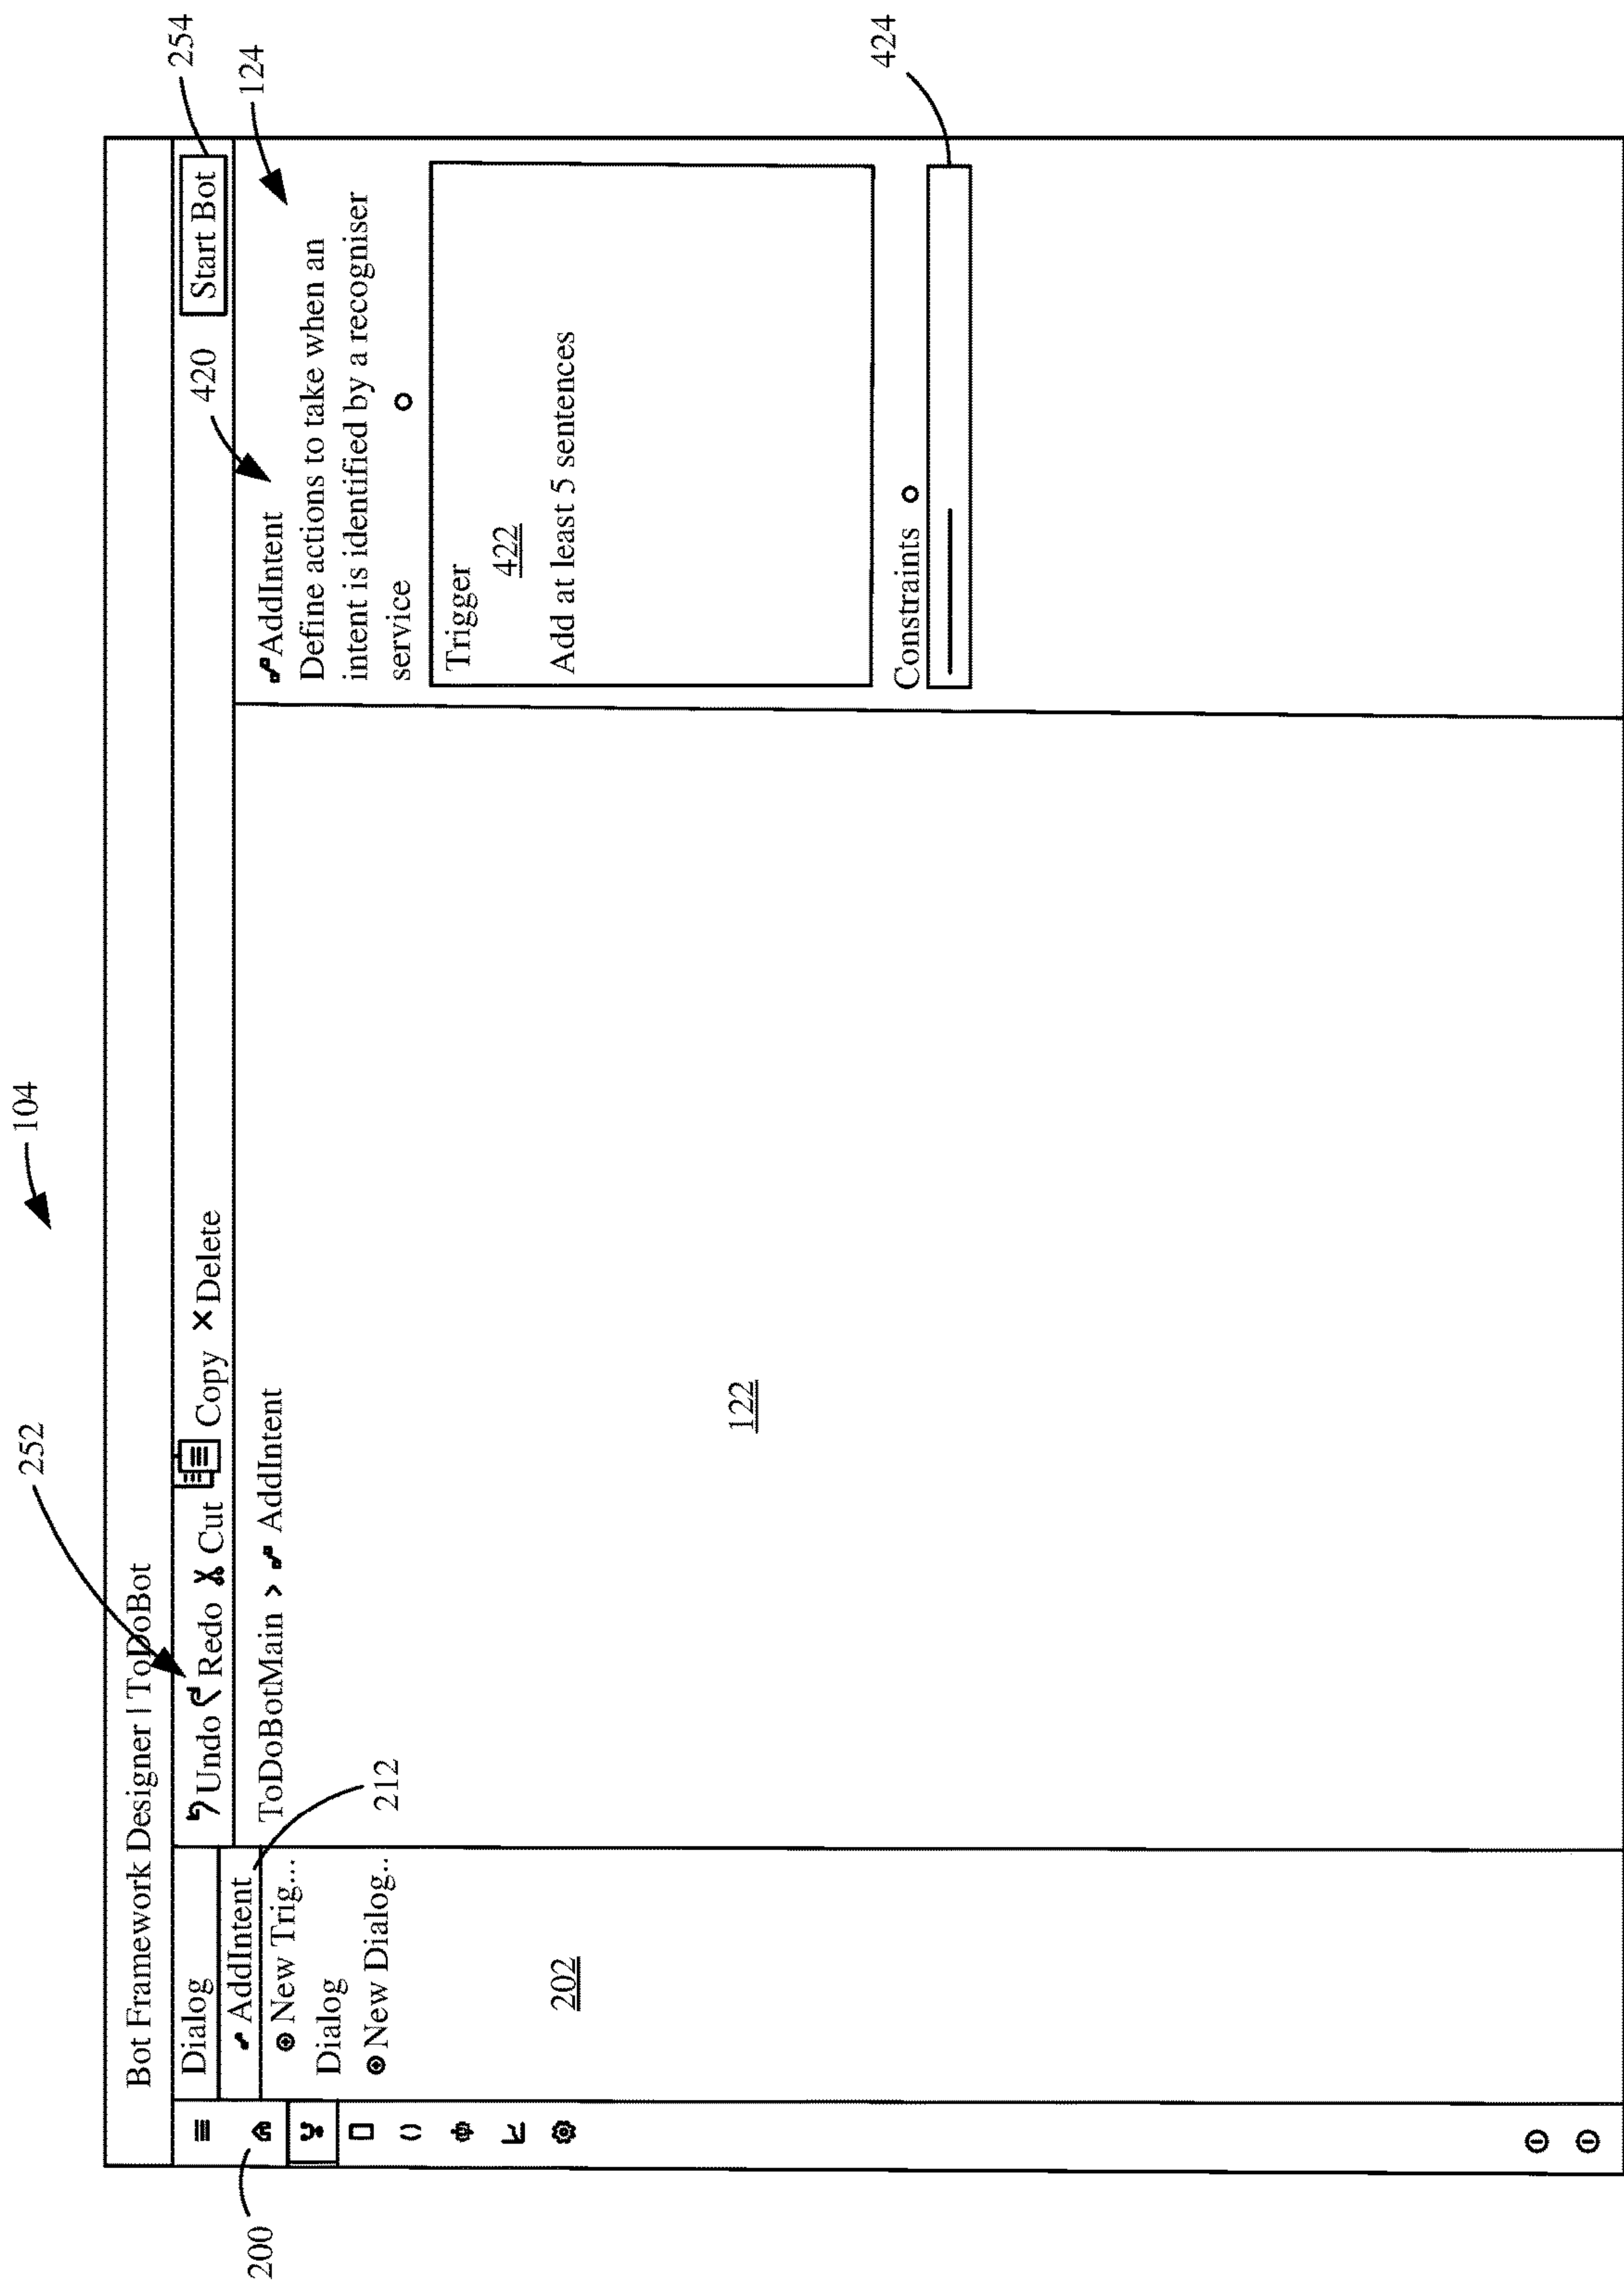 104
252
Bot Framework Designer | ToDoBot
254
Undo Redo Cut Copy Delete
420
Start Bot
124
200
Dialog
AddIntent
New Trig...
Dialog
New Dialog..
202
212
ToDoBotMain > AddIntent
122
AddIntent
Define actions to take when an
intent is identified by a recogniser
service
Trigger
422
Add at least 5 sentences
Constraints
424